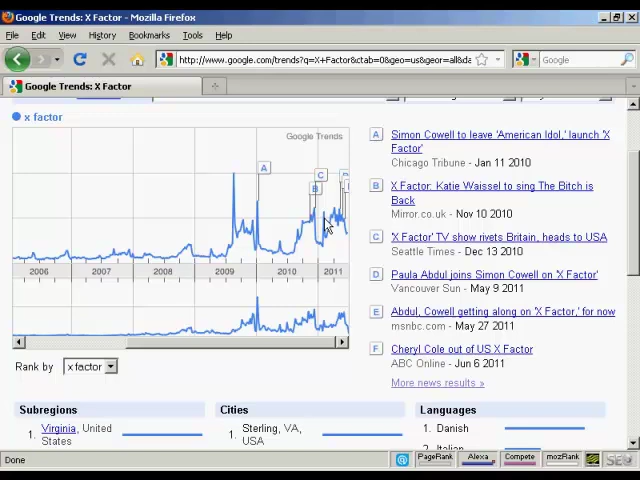 Google Trends: X Factor - Mozilla Firefox
File Edit View History Bookmarks Tools Help
http://www.google.com/trends?q=X+Factor&ctab=0&geo=us&geor=all&da
Google
Google Trends: X Factor
x factor
Google Trends
A
B
C
2006 2007 2008 2009 2010 2011
Rank by x factor
A Simon Cowell to leave 'American Idol,' launch 'X
Factor'
Chicago Tribune - Jan 11 2010
B X Factor: Katie Waissel to sing The Bitch is
Back
Mirror.co.uk - Nov 10 2010
C 'X Factor' TV show rivets Britain, heads to USA
Seattle Times - Dec 13 2010
D Paula Abdul joins Simon Cowell on 'X Factor'
Vancouver Sun - May 9 2011
E Abdul, Cowell getting along on 'X Factor,' for now
msnbc.com - May 27 2011
F Cheryl Cole out of US X Factor
ABC Online - Jun 6 2011
More news results »
Subregions
1. Virginia, United
States
Cities
1. Sterling, VA,
USA
Languages
1. Danish
2. Italian
Done
PageRank
Alexa
Compete
mozRank
SEO